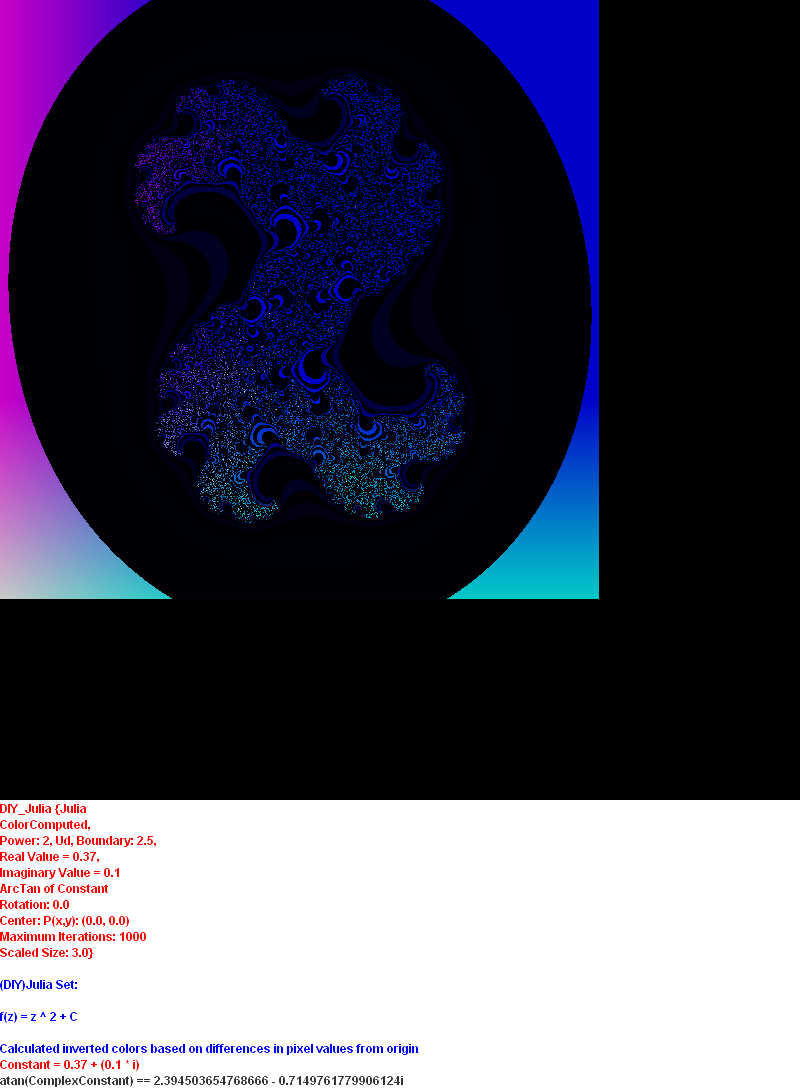 DIY_Julia {Julia
ColorComputed,
Power: 2, Ud, Boundary: 2.5,
Real Value = 0.37,
Imaginary Value = 0.1
ArcTan of Constant
Rotation: 0.0
Center: P(x,y): (0.0, 0.0)
Maximum Iterations: 1000
Scaled Size: 3.0}
(DIY)Julia Set:
f(z) = z ^ 2 + C
Calculated inverted colors based on differences in pixel values from origin
Constant = 0.37 + (0.1 * i)
atan(ComplexConstant) == 2.394503654768666 - 0.7149761779906124i